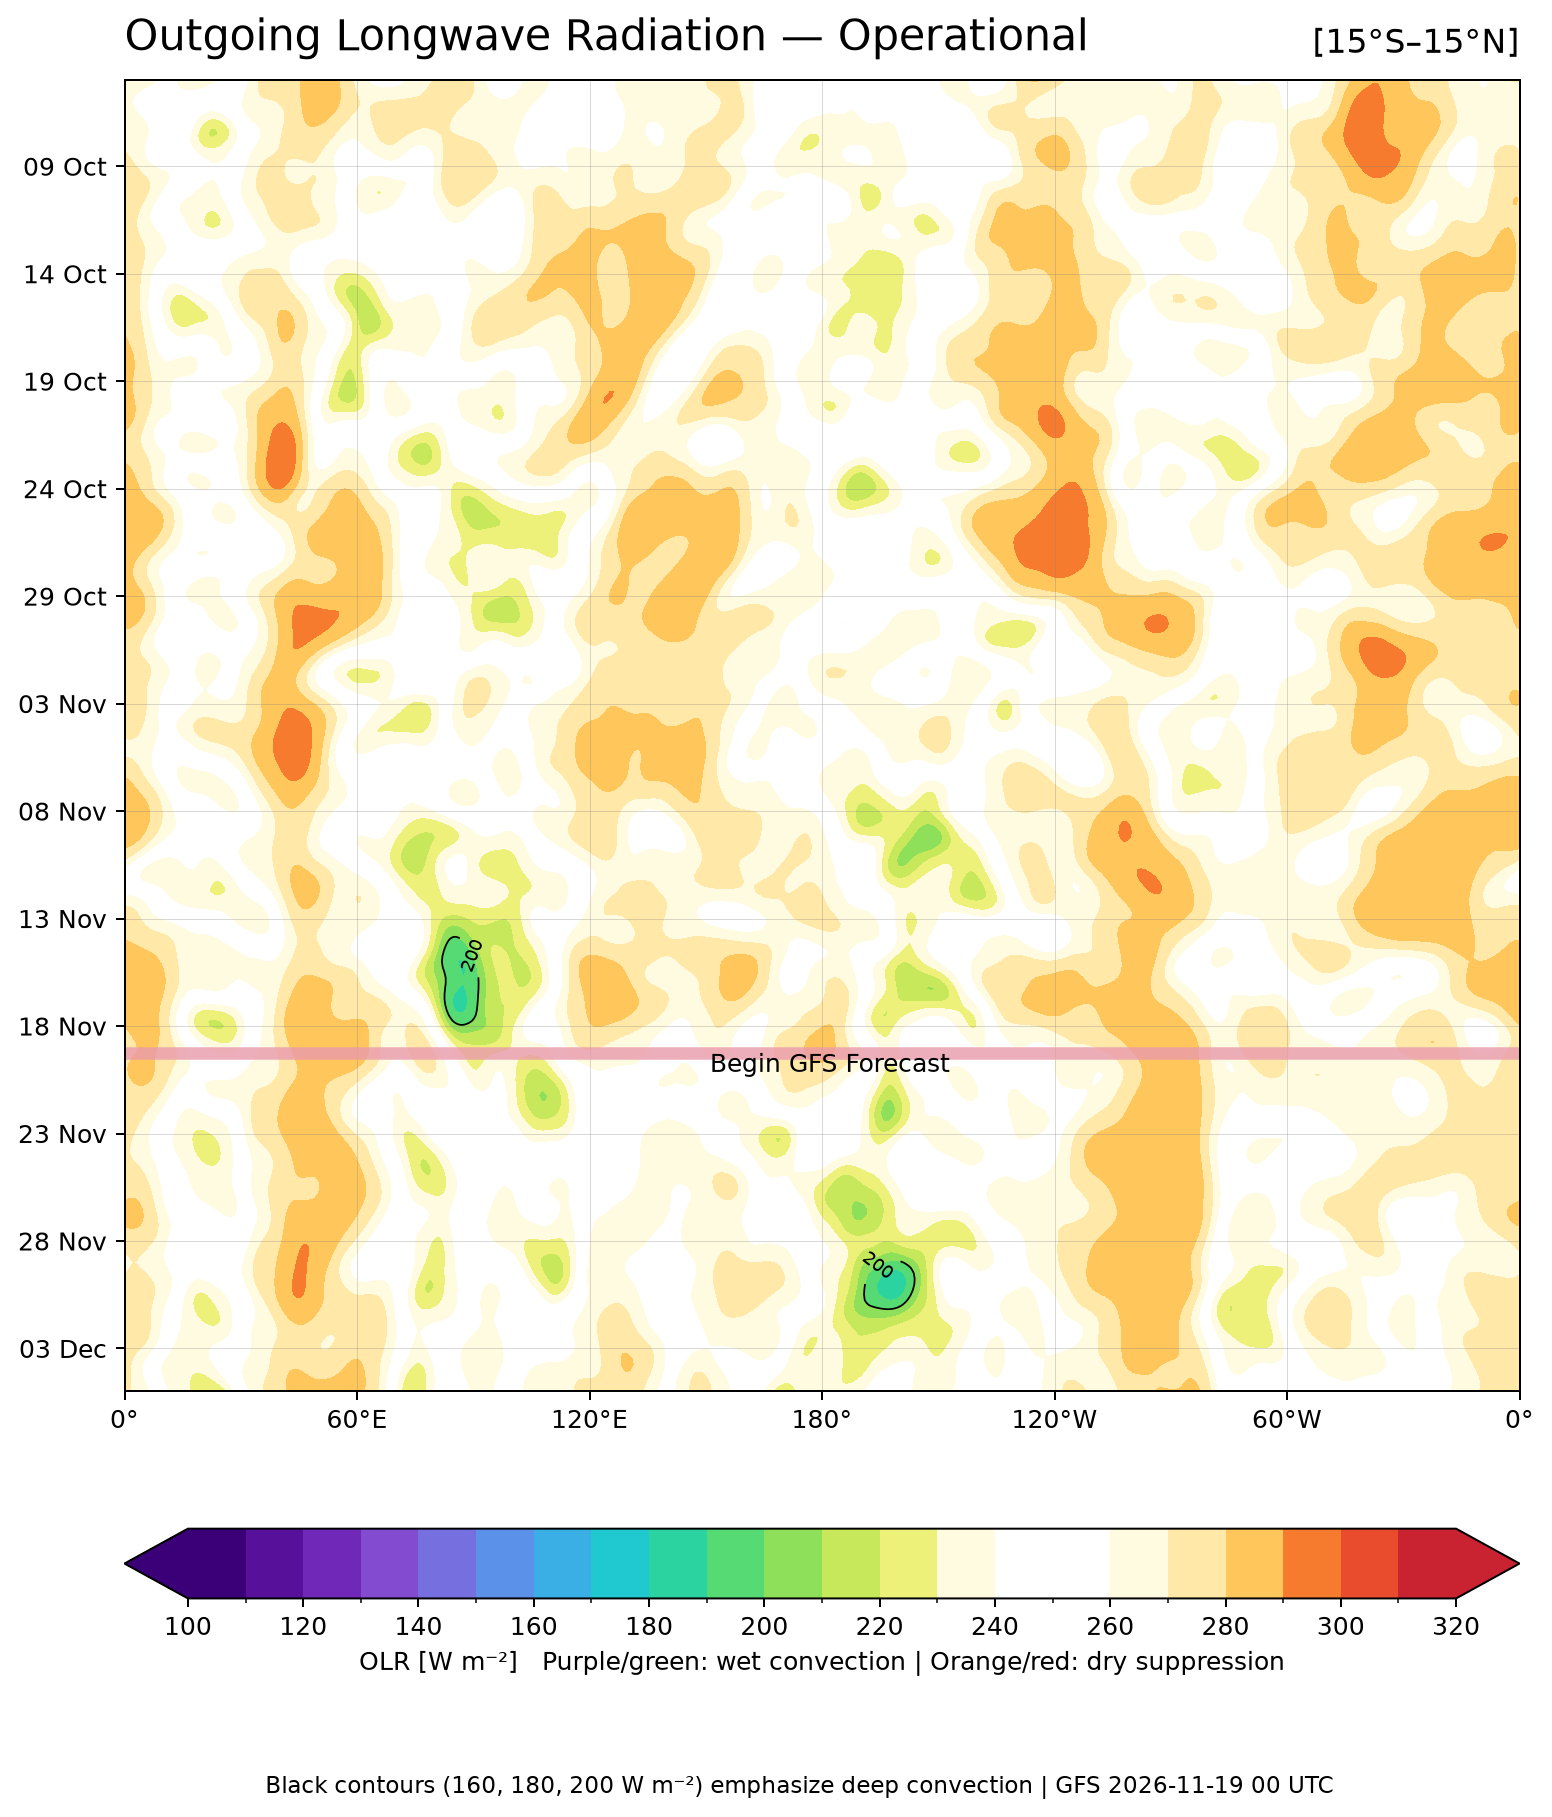 Outgoing Longwave Radiation — Operational [15°S–15°N]
09 Oct
14 Oct
19 Oct
24 Oct
29 Oct
03 Nov
08 Nov
13 Nov
200
18 Nov
Begin GFS Forecast
23 Nov
28 Nov
200
03 Dec
0° 60°E 120°E 180° 120°W 60°W 0°
100 120 140 160 180 200 220 240 260 280 300 320
OLR [W m⁻²] Purple/green: wet convection | Orange/red: dry suppression
Black contours (160, 180, 200 W m⁻²) emphasize deep convection | GFS 2026-11-19 00 UTC